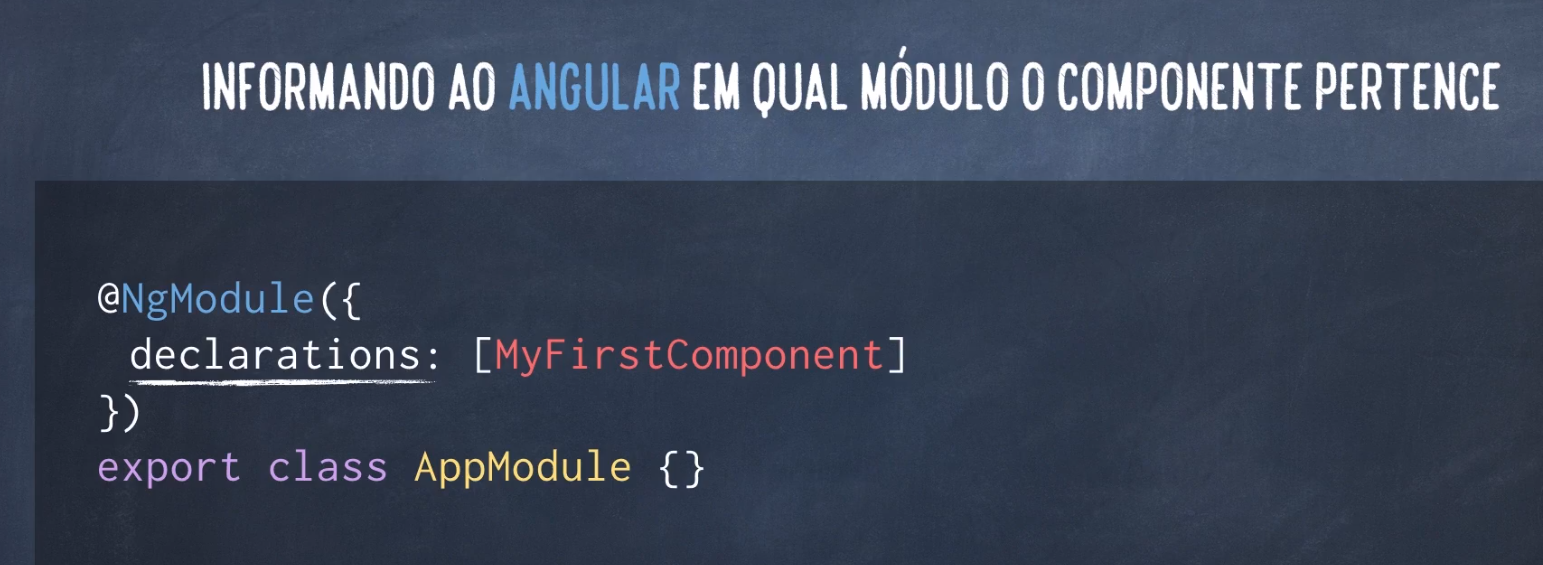 INFORMANDO AO ANGULAR EM QUAL MÓDULO O COMPONENTE PERTENCE
@NgModule({
declarations: [MyFirstComponent]
})
export class AppModule {}